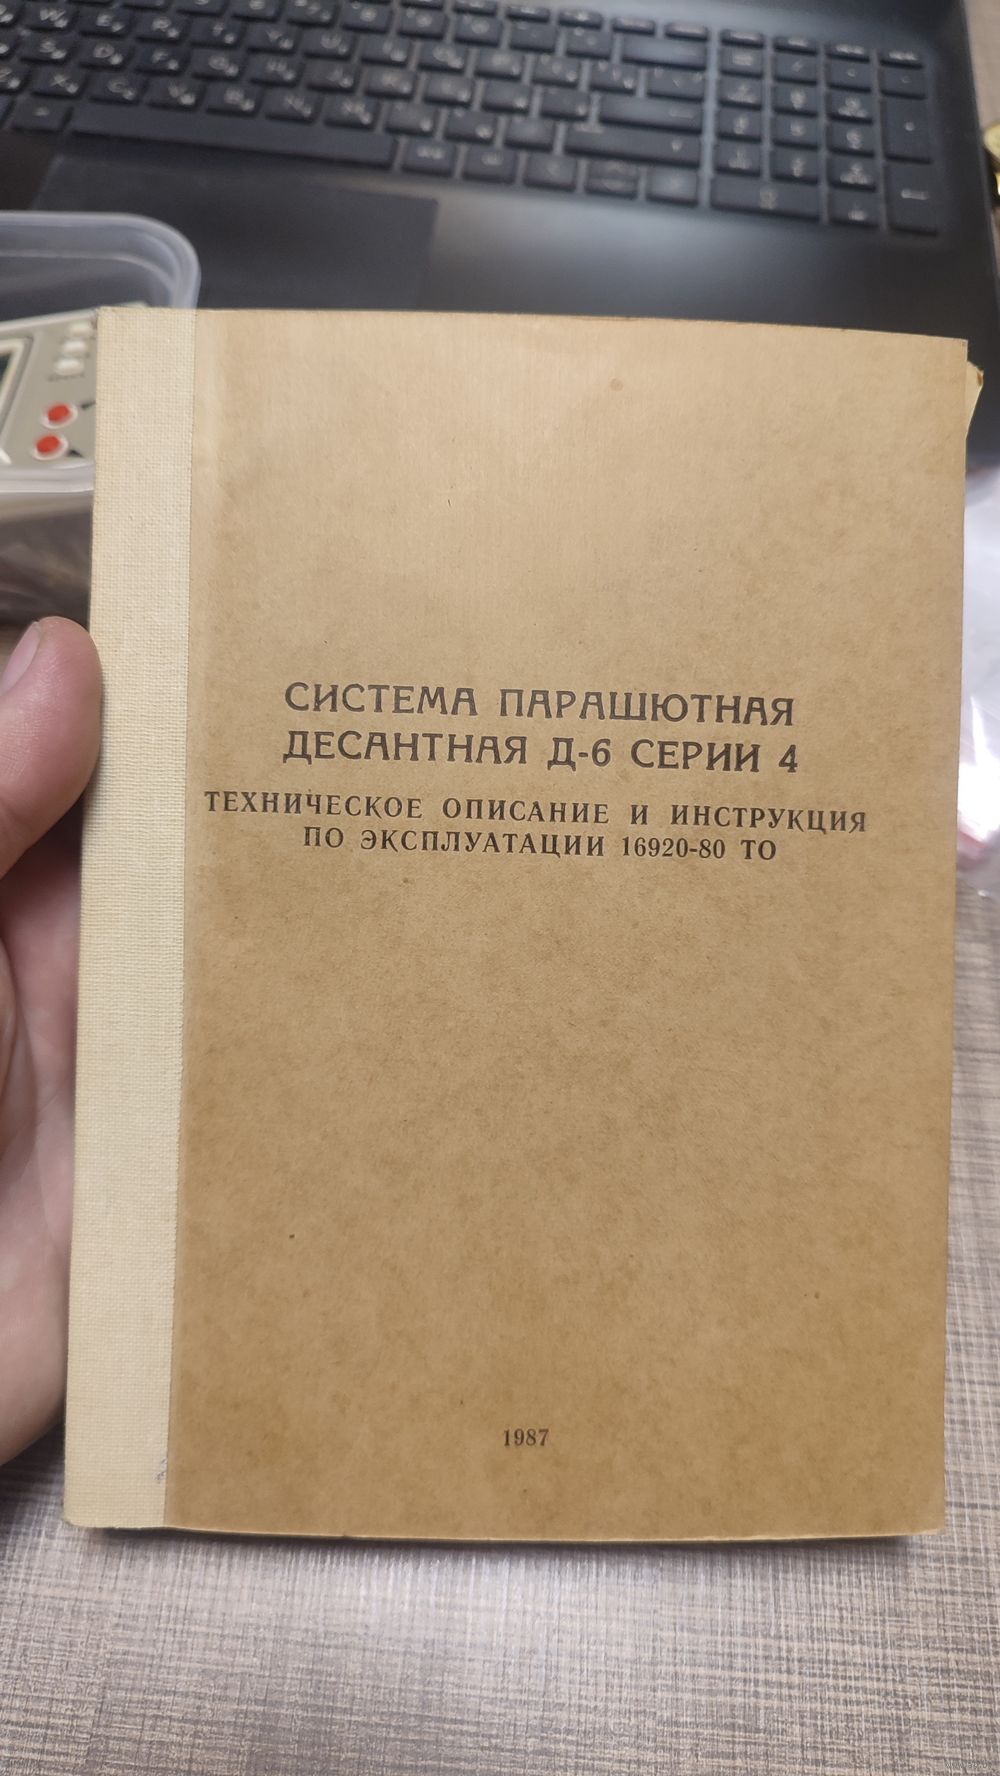 СИСТЕМА ПАРАШЮТНАЯ
ДЕСАНТНАЯ Д-6 СЕРИИ 4
ТЕХНИЧЕСКОЕ ОПИСАНИЕ И ИНСТРУКЦИЯ
ПО ЭКСПЛУАТАЦИИ 16920-80 ТО
1987